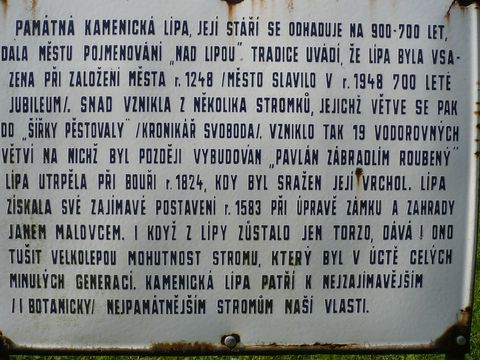 PAMÁTNÁ KAMENICKÁ LÍPA, JEJÍ STÁŘÍ SE ODHADUJE NA 900-700 LET,
DALA MĚSTU POJMENOVÁNÍ "NAD LIPOU". TRADICE UVÁDÍ, ŽE LÍPA BYLA VSA-
ZENA PŘI ZALOŽENÍ MĚSTA r. 1248 /MĚSTO SLAVILO V r. 1948 700 LETÉ
JUBILEUM/. SNAD VZNIKLA Z NĚKOLIKA STROMKŮ, JEJICHŽ VĚTVE SE PAK
DO „ŠÍŘKY PĚSTOVALY" /KRONIKÁŘ SVOBODA/. VZNIKLO TAK 19 VODOROVNÝCH
VĚTVÍ NA NICHŽ BYL POZDĚJI VYBUDOVÁN „PAVLÁN ZÁBRADLÍM ROUBENÝ"
LÍPA UTRPĚLA PŘI BOUŘI r. 1824, KDY BYL SRAŽEN JEJÍ VRCHOL. LÍPA
ZÍSKALA SVÉ ZAJÍMAVÉ POSTAVENÍ r. 1583 PŘI ÚPRAVĚ ZÁMKU A ZAHRADY
JANEM MALOVCEM. I KDYŽ Z LÍPY ZŮSTALO JEN TORZO, DÁVÁ! ONO
TUŠIT VELKOLEPOU MOHUTNOST STROMU, KTERÝ BYL V ÚCTĚ CELÝCH
MINULÝCH GENERACÍ. KAMENICKÁ LÍPA PATŘÍ K NEJZAJÍMAVĚJŠÍM
/I BOTANICKY/ NEJPAMÁTNĚJŠÍM STROMŮM NAŠÍ VLASTI.